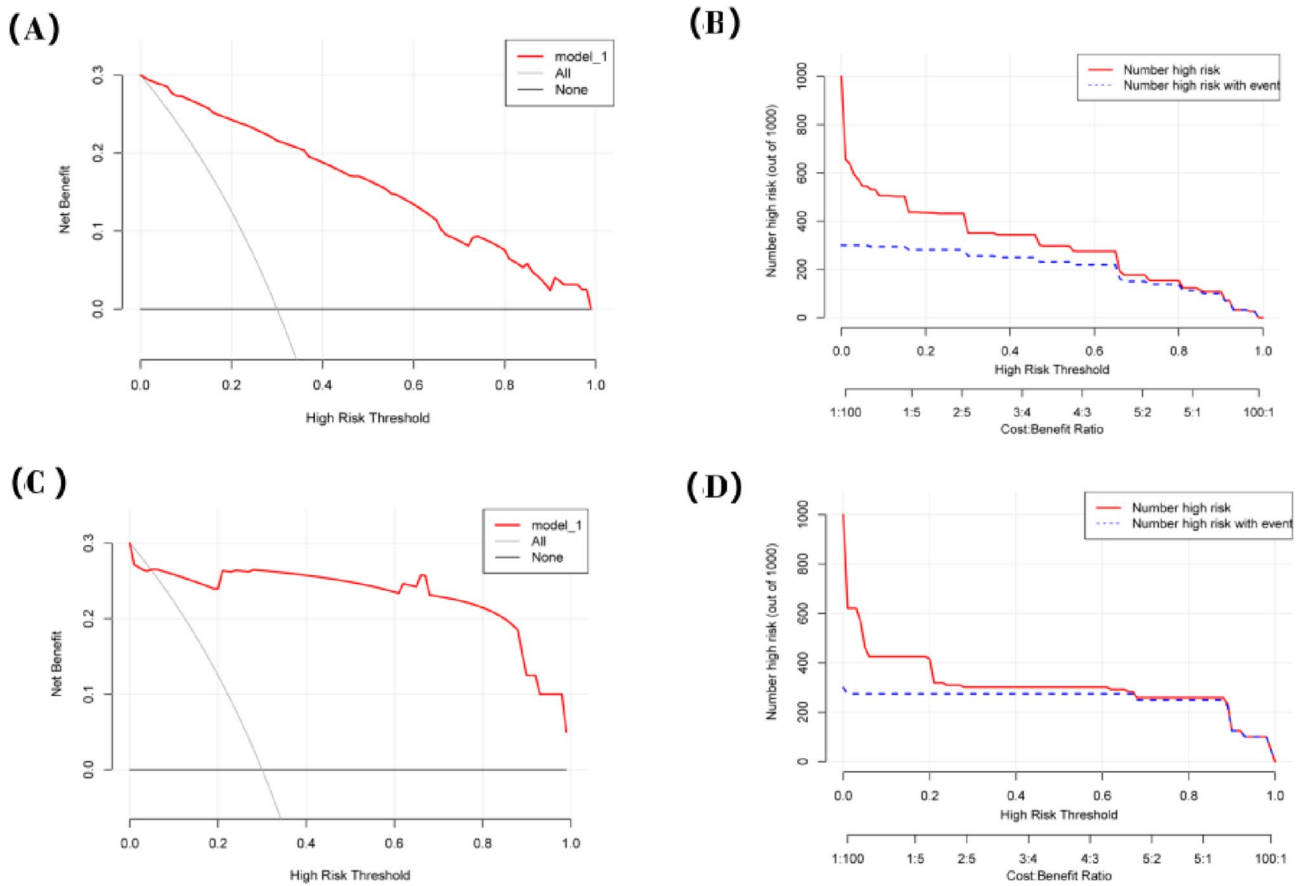 (A)
model_1
All
None
0.3
0.2
0.1
0.0
Net Benefit
0.0 0.2 0.4 0.6 0.8 1.0
High Risk Threshold
(B)
Number high risk
Number high risk with event
1000
800
600
400
200
0
Number high risk (out of 1000)
0.0 0.2 0.4 0.6 0.8 1.0
High Risk Threshold
1:100 1:5 2:5 3:4 4:3 5:2 5:1 100:1
Cost:Benefit Ratio
(C)
model_1
All
None
0.3
0.2
0.1
0.0
Net Benefit
0.0 0.2 0.4 0.6 0.8 1.0
High Risk Threshold
(D)
Number high risk
Number high risk with event
1000
800
600
400
200
0
Number high risk (out of 1000)
0.0 0.2 0.4 0.6 0.8 1.0
High Risk Threshold
1:100 1:5 2:5 3:4 4:3 5:2 5:1 100:1
Cost:Benefit Ratio